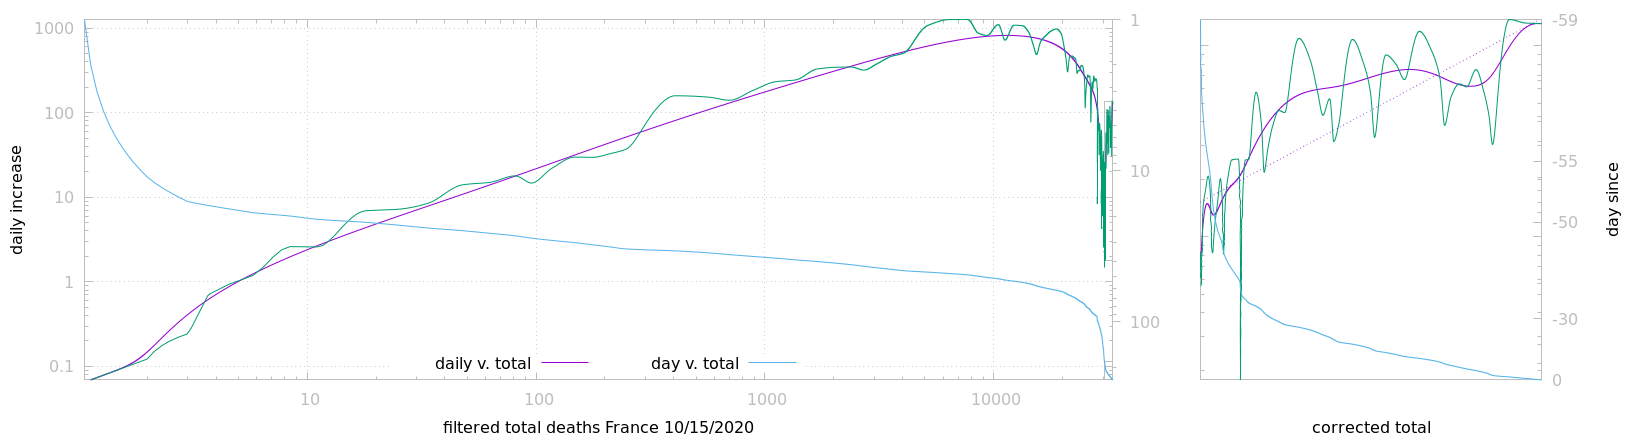 1000
100
10
1
0.1
daily increase
10
100
1000
10000
filtered total deaths France 10/15/2020
daily v. total
day v. total
1
10
100
-59
-55
-50
-30
0
day since
corrected total